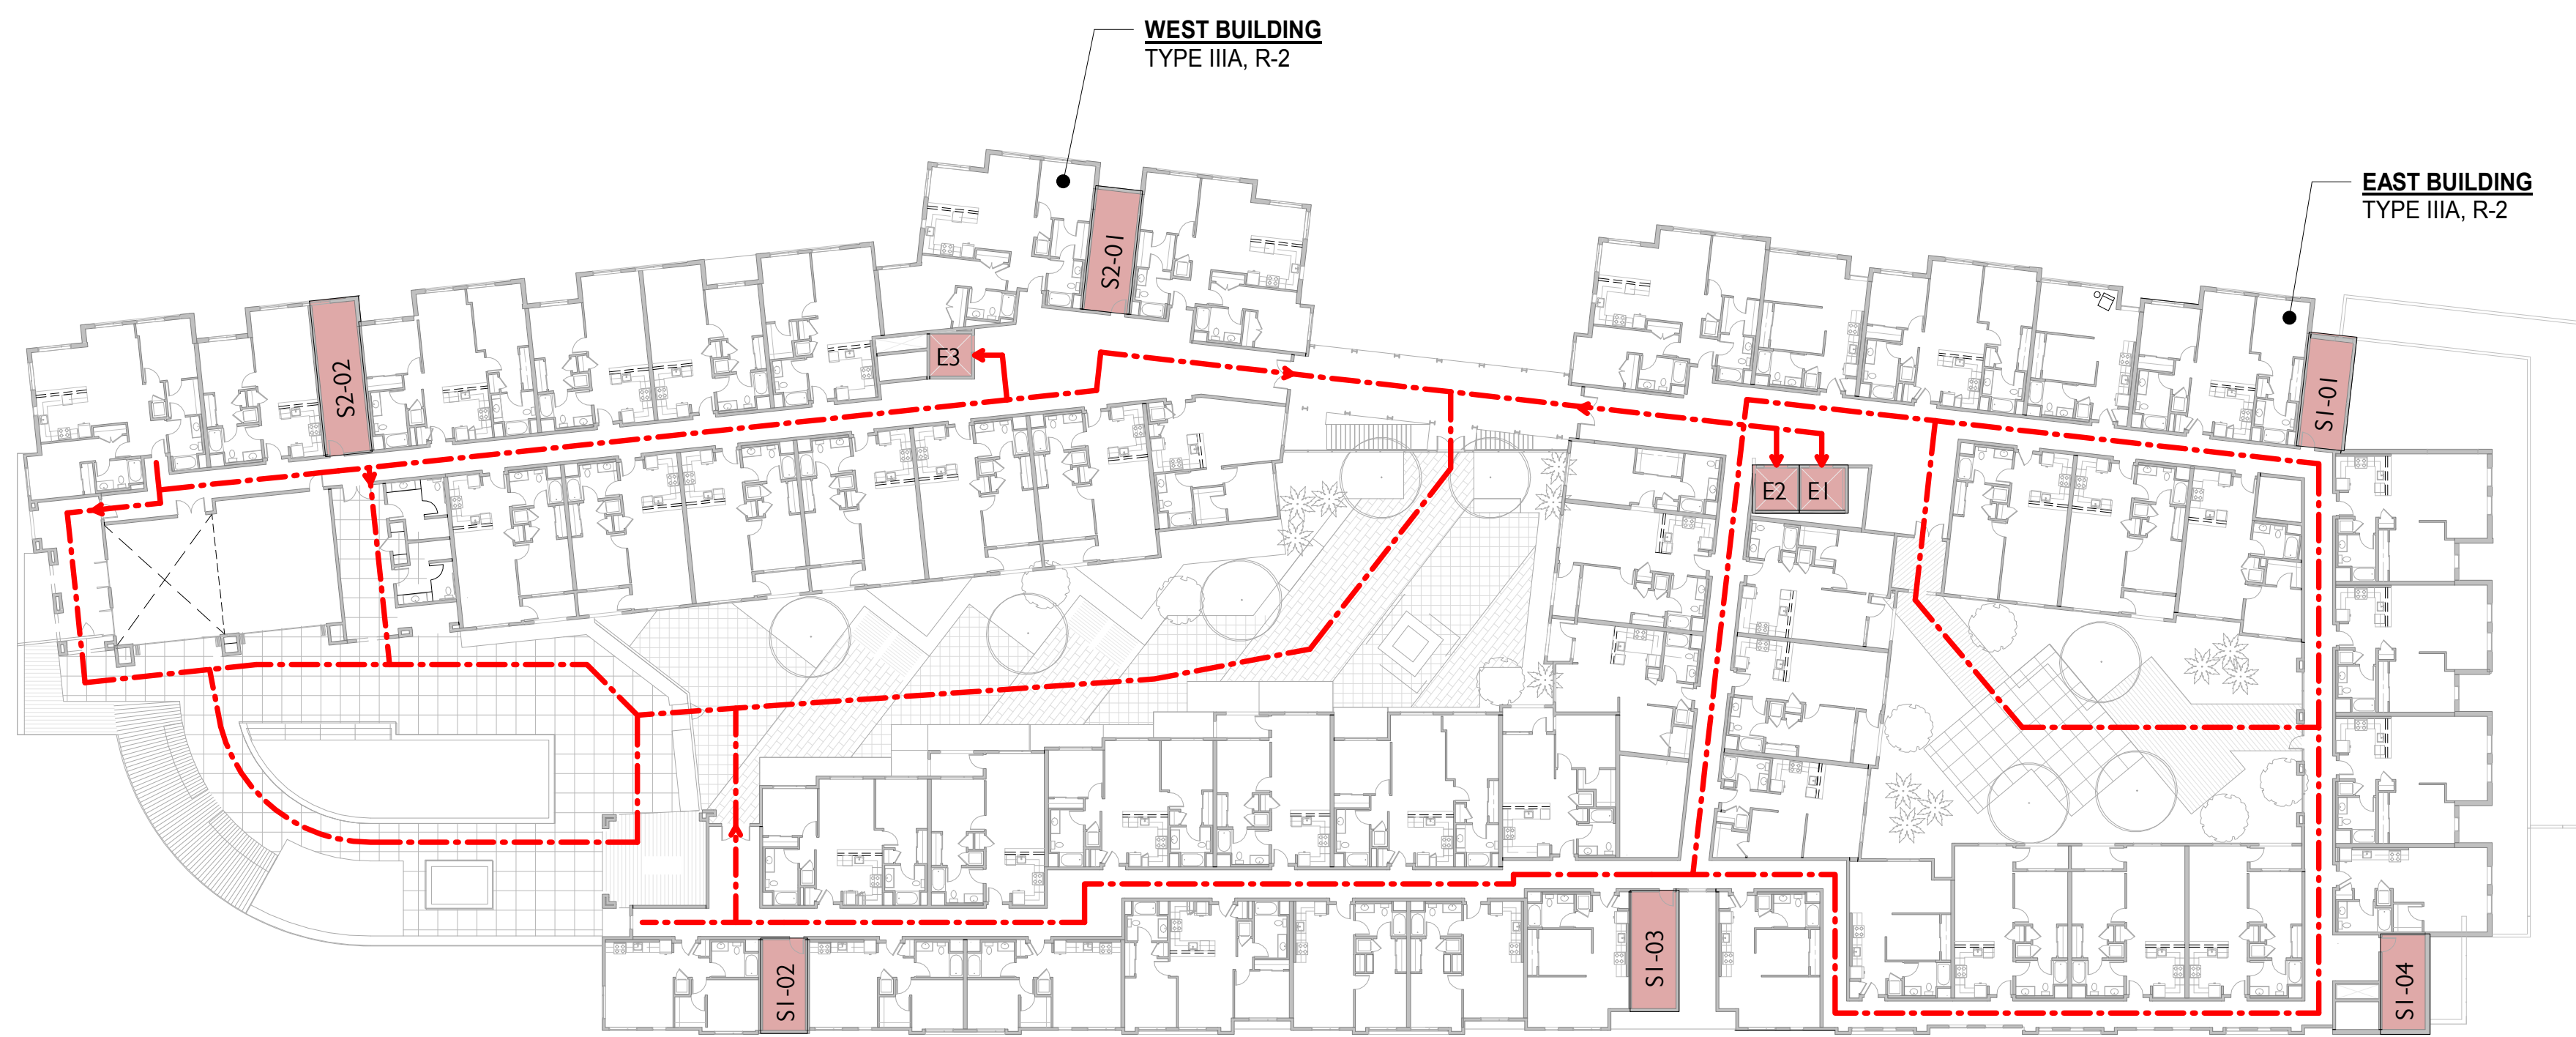 WEST BUILDING
TYPE IIIA, R-2
EAST BUILDING
TYPE IIIA, R-2
S2-01
S2-02
E3
S1-01
E2
E1
S1-02
S1-03
S1-04